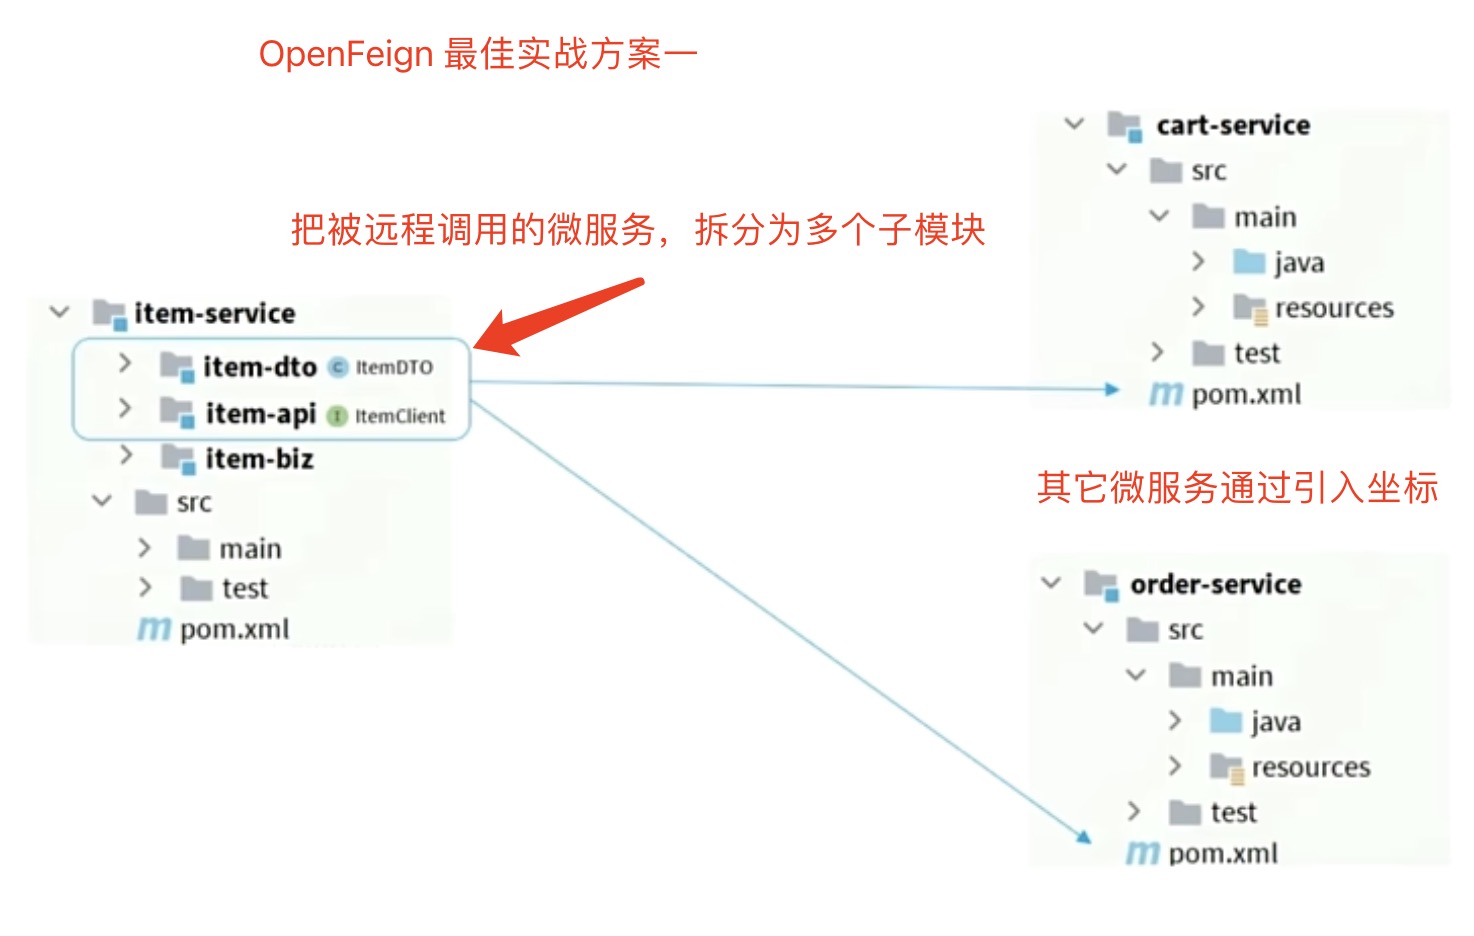 OpenFeign 最佳实战方案一
把被远程调用的微服务，拆分为多个子模块
item-service
item-dto C ItemDTO
item-api I ItemClient
item-biz
src
main
test
m pom.xml
cart-service
src
main
java
resources
test
m pom.xml
其它微服务通过引入坐标
order-service
src
main
java
resources
test
m pom.xml